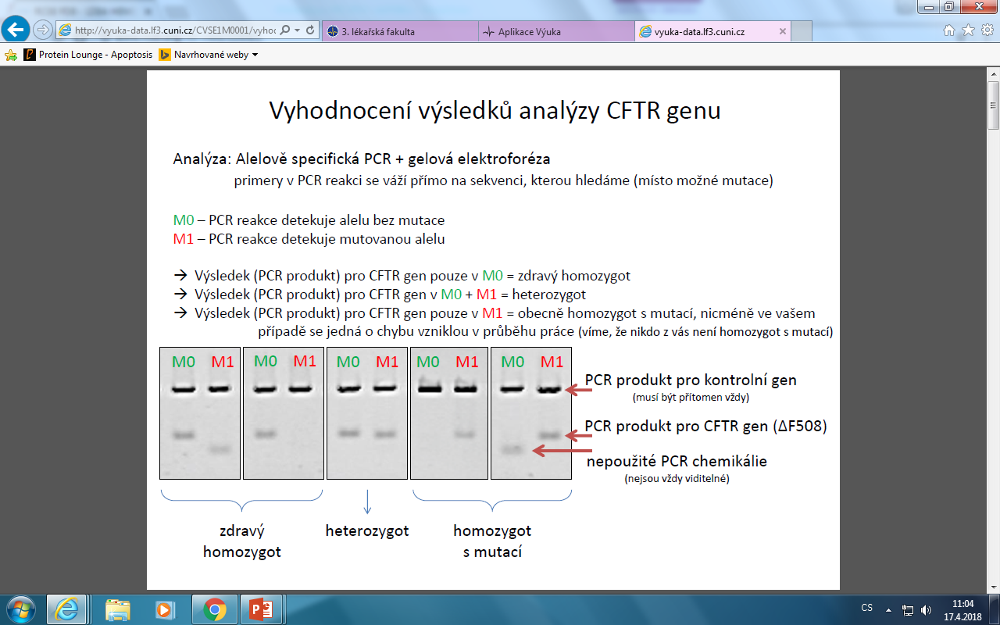 http://vyuka-data.lf3.cuni.cz/CVSE1M0001/vyhoc
3. lékařská fakulta
Aplikace Výuka
vyuka-data.lf3.cuni.cz
Protein Lounge - Apoptosis
Navrhované weby
Vyhodnocení výsledků analýzy CFTR genu
Analýza: Alelově specifická PCR + gelová elektroforéza
primery v PCR reakci se váží přímo na sekvenci, kterou hledáme (místo možné mutace)
M0 – PCR reakce detekuje alelu bez mutace
M1 – PCR reakce detekuje mutovanou alelu
→ Výsledek (PCR produkt) pro CFTR gen pouze v M0 = zdravý homozygot
→ Výsledek (PCR produkt) pro CFTR gen v M0 + M1 = heterozygot
→ Výsledek (PCR produkt) pro CFTR gen pouze v M1 = obecně homozygot s mutací, nicméně ve vašem
případě se jedná o chybu vzniklou v průběhu práce (víme, že nikdo z vás není homozygot s mutací)
M0 M1 M0 M1 M0 M1 M0 M1 M0 M1
PCR produkt pro kontrolní gen
(musí být přítomen vždy)
PCR produkt pro CFTR gen (ΔF508)
nepoužité PCR chemikálie
(nejsou vždy viditelné)
zdravý
homozygot
heterozygot
homozygot
s mutací
CS
11:04
17.4.2018